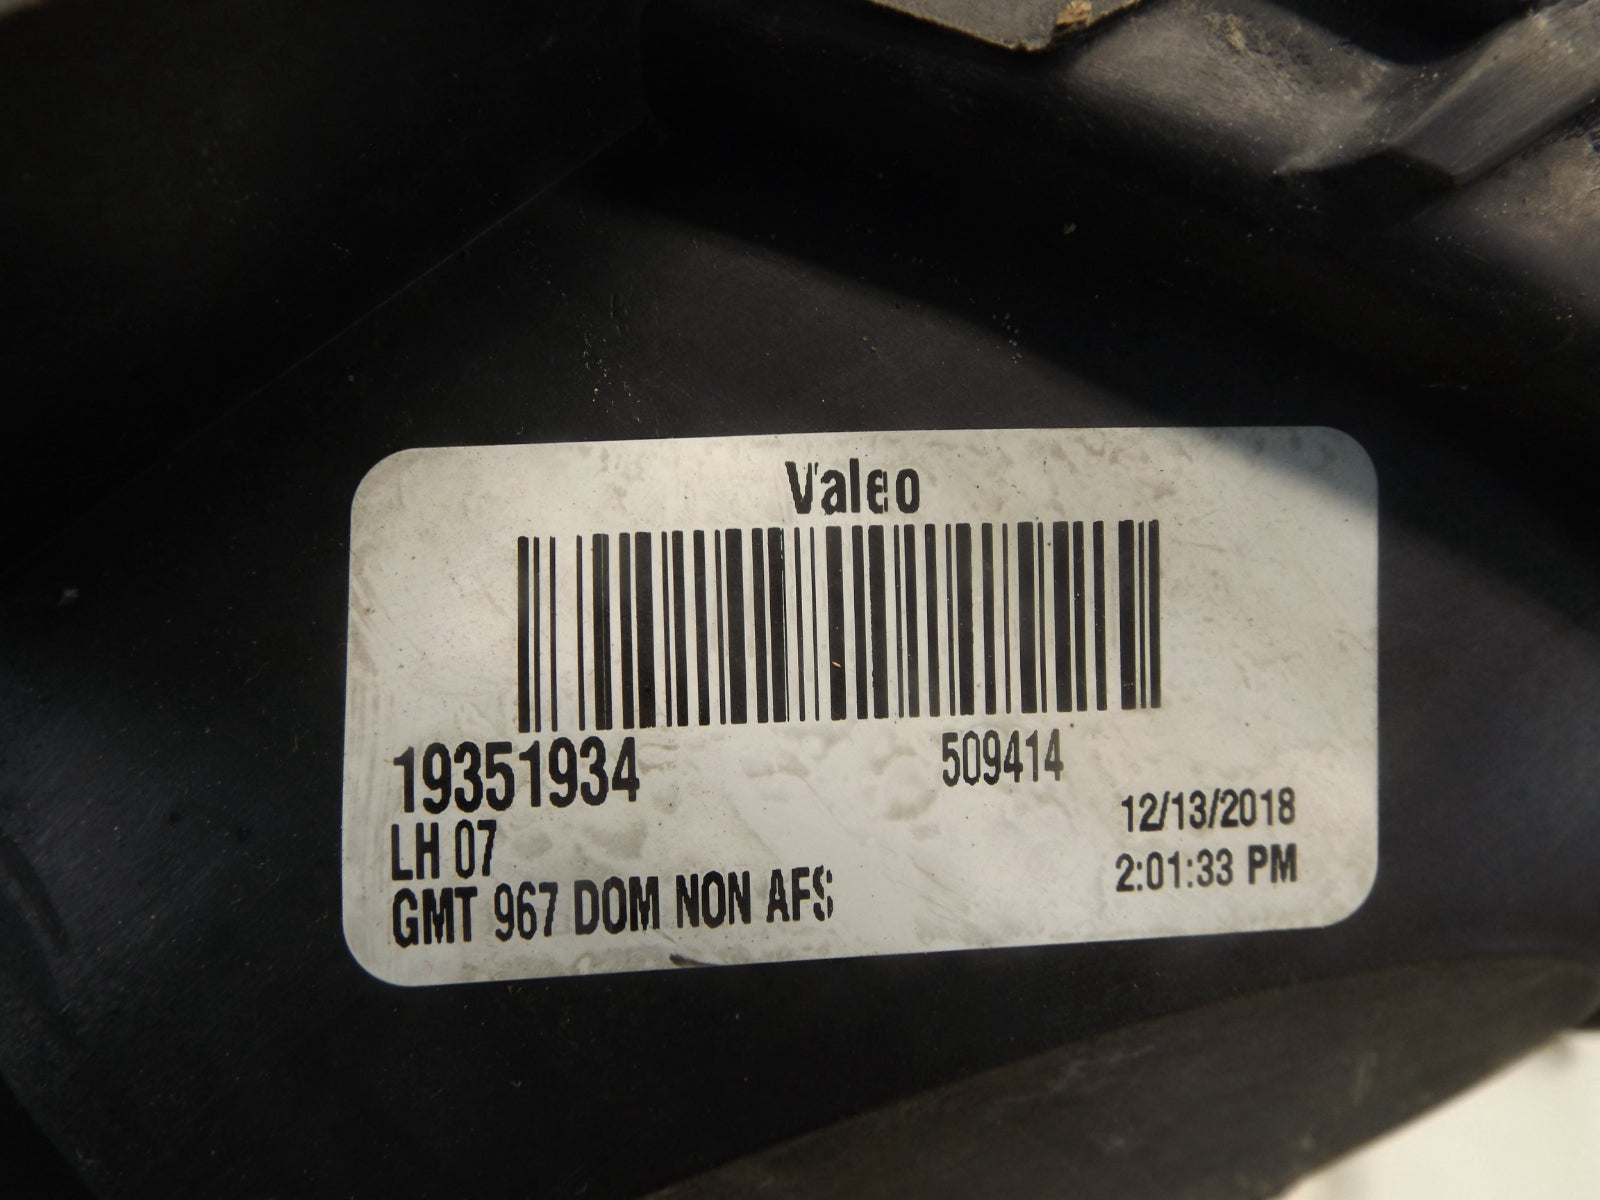 Valeo
19351934
509414
LH 07
12/13/2018
GMT 967 DOM NON AFS
2:01:33 PM